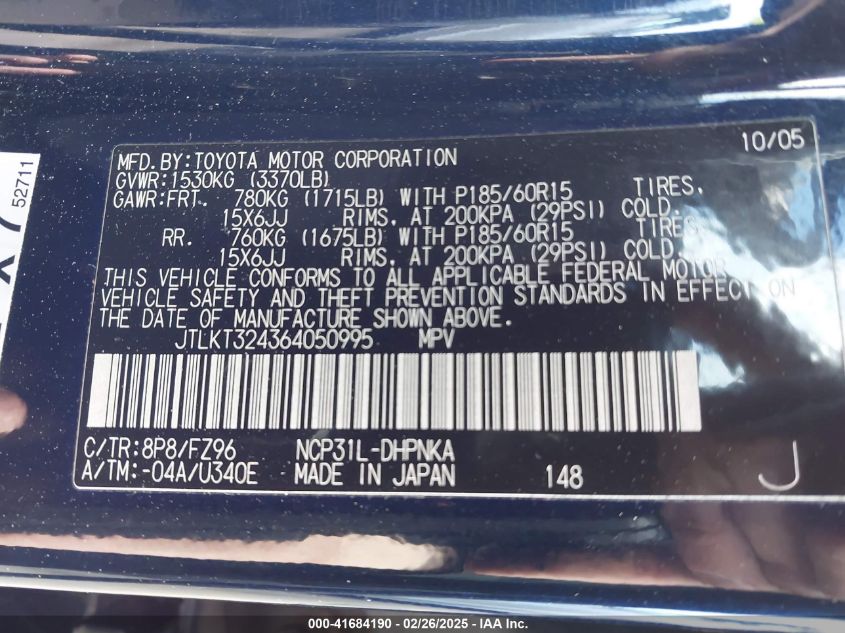 10/05
MFD. BY: TOYOTA MOTOR CORPORATION
GVWR: 1530KG (3370LB)
GAWR: FRT. 780KG (1715LB) WITH P185/60R15 TIRES,
15X6JJ RIMS, AT 200KPA (29PSI) COLD.
RR. 760KG (1675LB) WITH P185/60R15 TIRES,
15X6JJ RIMS, AT 200KPA (29PSI) COLD.
THIS VEHICLE CONFORMS TO ALL APPLICABLE FEDERAL MOTOR
VEHICLE SAFETY AND THEFT PREVENTION STANDARDS IN EFFECT ON
THE DATE OF MANUFACTURE SHOWN ABOVE.
JTLKT324364050995 MPV
C/TR: 8P8/FZ96 NCP31L-DHPNKA
A/TM: -04A/U340E MADE IN JAPAN 148 J
52711
000-41684190 - 02/26/2025 - IAA, Inc.